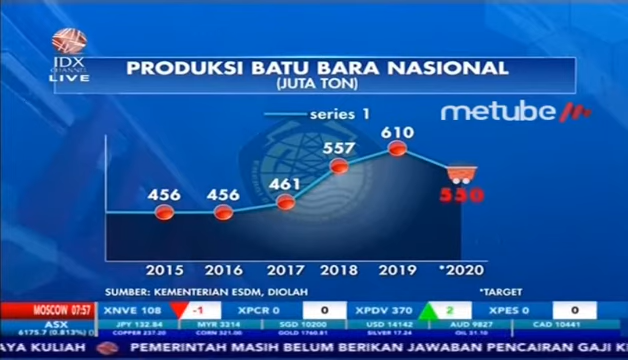 IDX
CHANNEL
LIVE
PRODUKSI BATU BARA NASIONAL
(JUTA TON)
series 1
metube
456
456
461
557
610
550
2015
2016
2017
2018
2019
*2020
SUMBER: KEMENTERIAN ESDM, DIOLAH
*TARGET
MOSCOW 07:57
XNVE 108
-1
XPCR 0
0
XPDV 370
2
XPES 0
0
ASX
6175.7 (0.813%)
JPY 132.84
MYR 3314
SGD 10200
USD 14142
AUD 9827
CAD 10441
COPPER 237.20
CORN 321.00
GOLD 1760.81
SILVER 17.24
OIL 31.10
AYA KULIAH
PEMERINTAH MASIH BELUM BERIKAN JAWABAN PENCAIRAN GAJI K